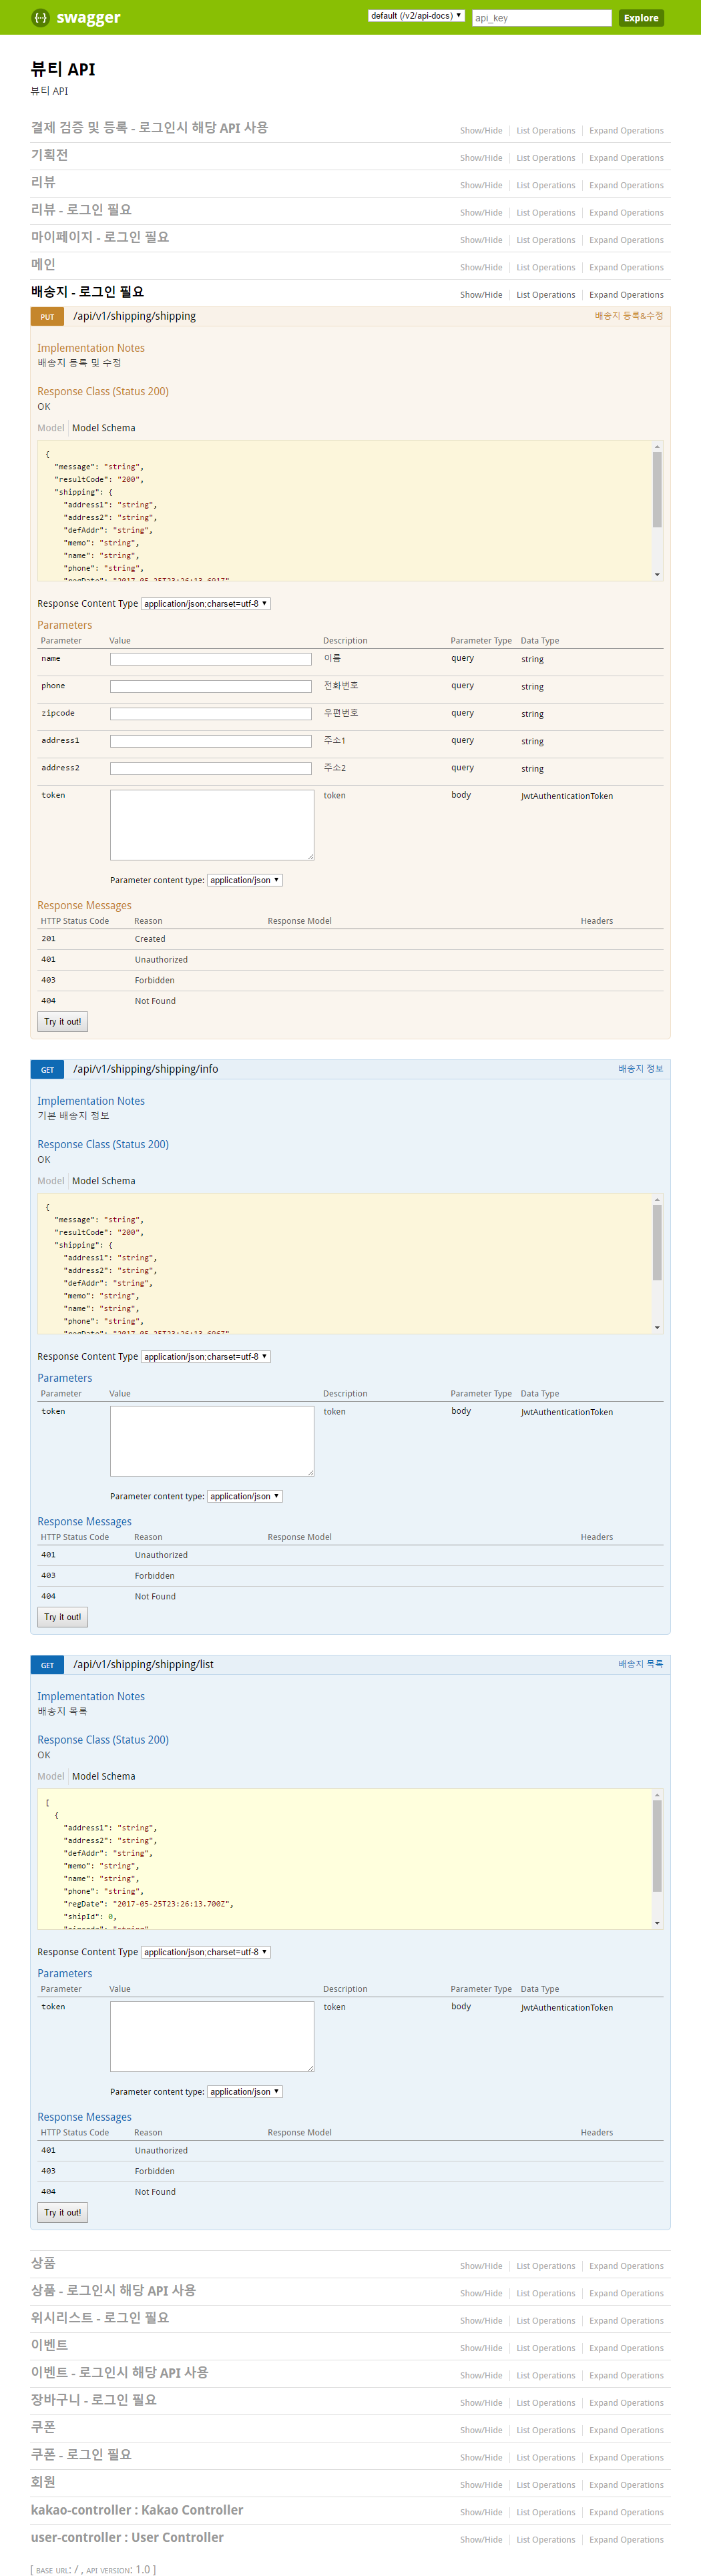 swagger default (/v2/api-docs) api_key Explore
뷰티 API
뷰티 API
결제 검증 및 등록 - 로그인시 해당 API 사용 Show/Hide List Operations Expand Operations
기획전 Show/Hide List Operations Expand Operations
리뷰 Show/Hide List Operations Expand Operations
리뷰 - 로그인 필요 Show/Hide List Operations Expand Operations
마이페이지 - 로그인 필요 Show/Hide List Operations Expand Operations
메인 Show/Hide List Operations Expand Operations
배송지 - 로그인 필요 Show/Hide List Operations Expand Operations
PUT /api/v1/shipping/shipping 배송지 등록&수정
Implementation Notes
배송지 등록 및 수정
Response Class (Status 200)
OK
Model Model Schema
{
"message": "string",
"resultCode": "200",
"shipping": {
"address1": "string",
"address2": "string",
"defAddr": "string",
"memo": "string",
"name": "string",
"phone": "string",
"regDate": "2017-05-25T23:26:13.691Z",
Response Content Type application/json;charset=utf-8
Parameters
Parameter Value Description Parameter Type Data Type
name 이름 query string
phone 전화번호 query string
zipcode 우편번호 query string
address1 주소1 query string
address2 주소2 query string
token token body JwtAuthenticationToken
Parameter content type: application/json
Response Messages
HTTP Status Code Reason Response Model Headers
201 Created
401 Unauthorized
403 Forbidden
404 Not Found
Try it out!
GET /api/v1/shipping/shipping/info 배송지 정보
Implementation Notes
기본 배송지 정보
Response Class (Status 200)
OK
Model Model Schema
{
"message": "string",
"resultCode": "200",
"shipping": {
"address1": "string",
"address2": "string",
"defAddr": "string",
"memo": "string",
"name": "string",
"phone": "string",
"regDate": "2017-05-25T23:26:13.696Z",
Response Content Type application/json;charset=utf-8
Parameters
Parameter Value Description Parameter Type Data Type
token token body JwtAuthenticationToken
Parameter content type: application/json
Response Messages
HTTP Status Code Reason Response Model Headers
401 Unauthorized
403 Forbidden
404 Not Found
Try it out!
GET /api/v1/shipping/shipping/list 배송지 목록
Implementation Notes
배송지 목록
Response Class (Status 200)
OK
Model Model Schema
[
{
"address1": "string",
"address2": "string",
"defAddr": "string",
"memo": "string",
"name": "string",
"phone": "string",
"regDate": "2017-05-25T23:26:13.700Z",
"shipId": 0,
"zipcode": "string"
Response Content Type application/json;charset=utf-8
Parameters
Parameter Value Description Parameter Type Data Type
token token body JwtAuthenticationToken
Parameter content type: application/json
Response Messages
HTTP Status Code Reason Response Model Headers
401 Unauthorized
403 Forbidden
404 Not Found
Try it out!
상품 Show/Hide List Operations Expand Operations
상품 - 로그인시 해당 API 사용 Show/Hide List Operations Expand Operations
위시리스트 - 로그인 필요 Show/Hide List Operations Expand Operations
이벤트 Show/Hide List Operations Expand Operations
이벤트 - 로그인시 해당 API 사용 Show/Hide List Operations Expand Operations
장바구니 - 로그인 필요 Show/Hide List Operations Expand Operations
쿠폰 Show/Hide List Operations Expand Operations
쿠폰 - 로그인 필요 Show/Hide List Operations Expand Operations
회원 Show/Hide List Operations Expand Operations
kakao-controller : Kakao Controller Show/Hide List Operations Expand Operations
user-controller : User Controller Show/Hide List Operations Expand Operations
[ BASE URL: / , API VERSION: 1.0 ]